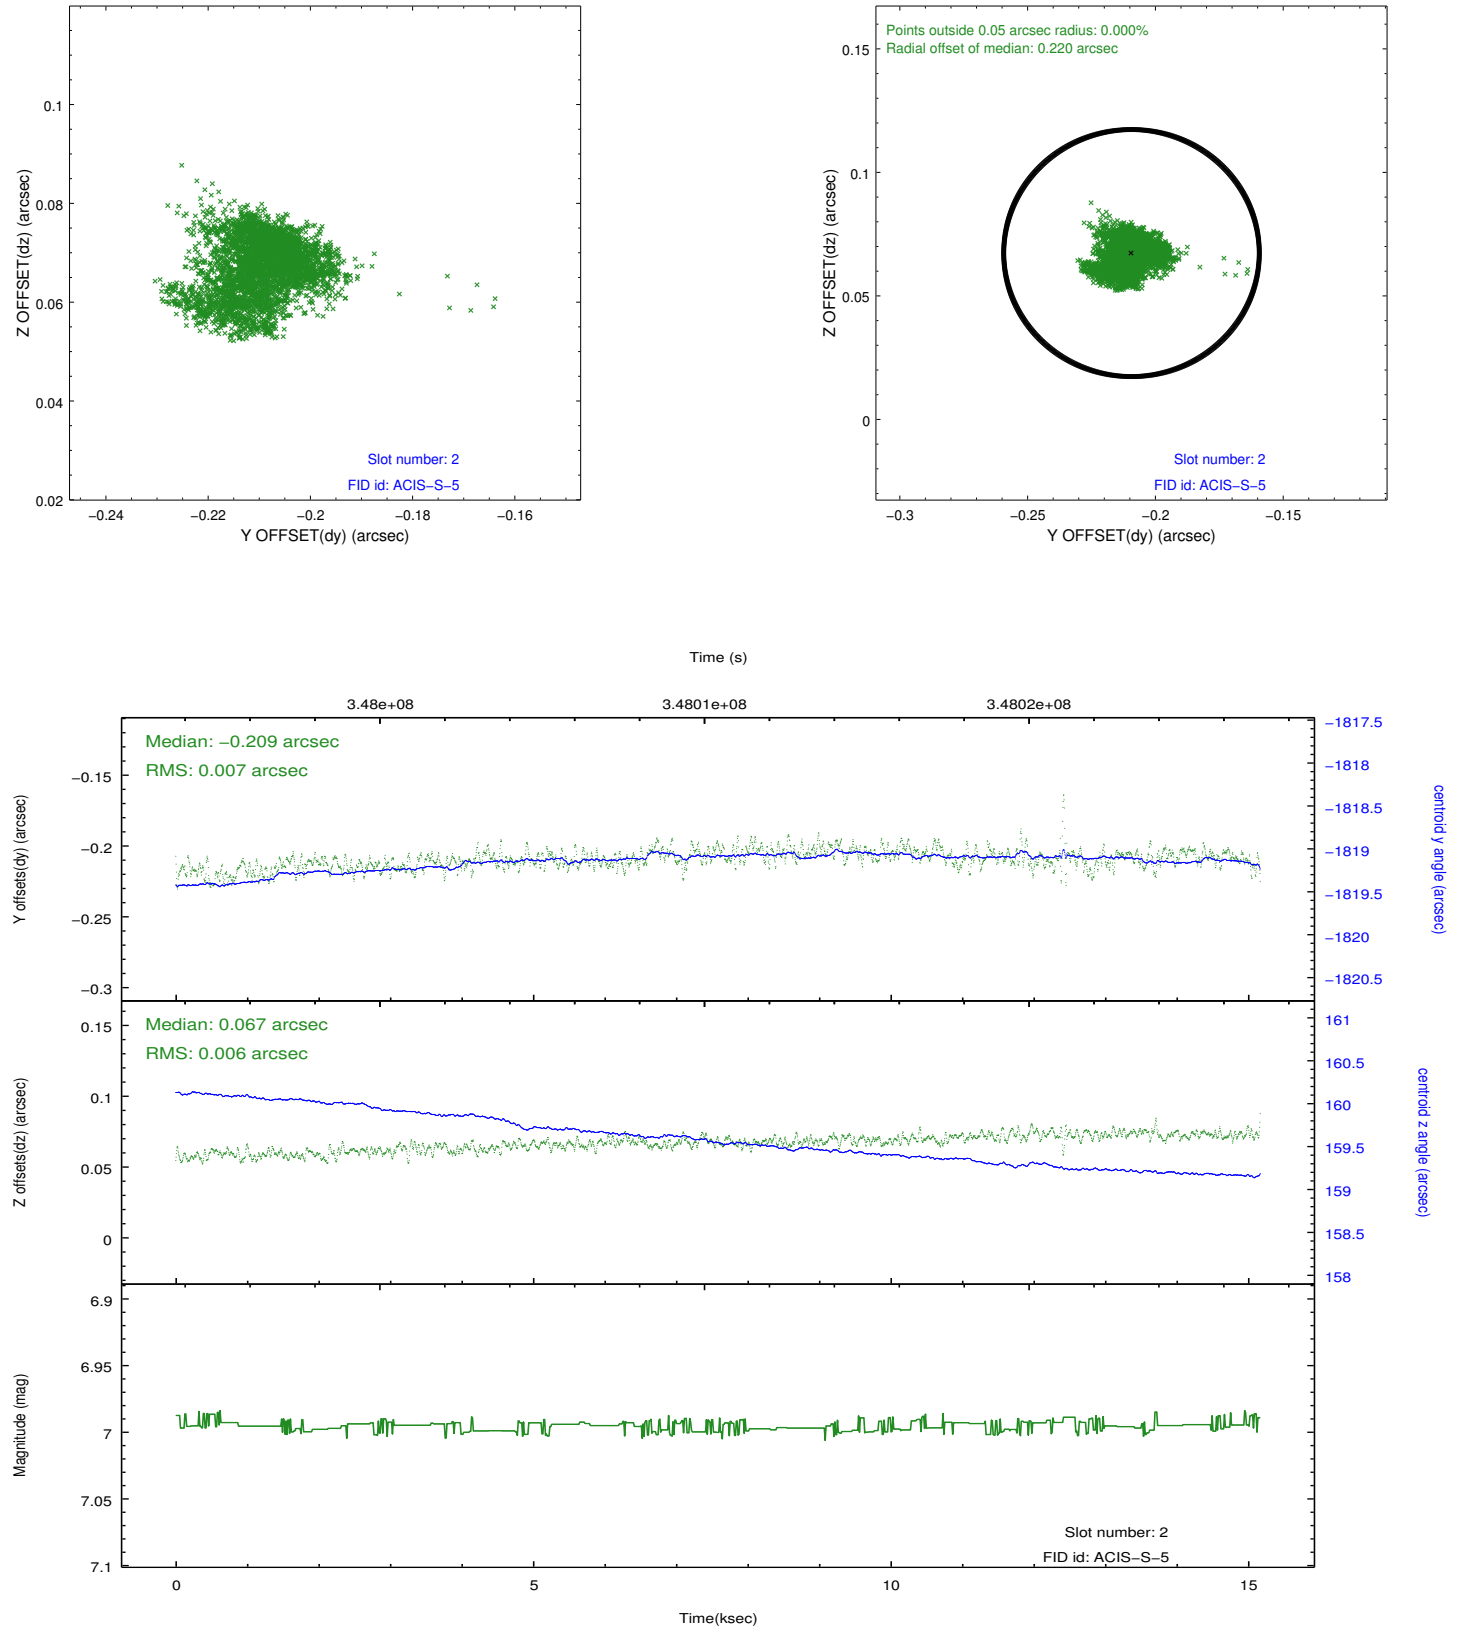 0.1
0.08
0.06
0.04
0.02
Z OFFSET(dz) (arcsec)
Slot number: 2
FID id: ACIS−S−5
−0.24 −0.22 −0.2 −0.18 −0.16
Y OFFSET(dy) (arcsec)
Points outside 0.05 arcsec radius: 0.000%
Radial offset of median: 0.220 arcsec
0.15
0.1
0.05
0
Z OFFSET(dz) (arcsec)
Slot number: 2
FID id: ACIS−S−5
−0.3 −0.25 −0.2 −0.15
Y OFFSET(dy) (arcsec)
Time (s)
3.48e+08 3.4801e+08 3.4802e+08
Median: −0.209 arcsec
RMS: 0.007 arcsec
−0.15
−0.2
−0.25
−0.3
Y offsets(dy) (arcsec)
−1817.5
−1818
−1818.5
−1819
−1819.5
−1820
−1820.5
centroid y angle (arcsec)
Median: 0.067 arcsec
RMS: 0.006 arcsec
0.15
0.1
0.05
0
Z offsets(dz) (arcsec)
161
160.5
160
159.5
159
158.5
158
centroid z angle (arcsec)
6.9
6.95
7
7.05
7.1
Magnitude (mag)
Slot number: 2
FID id: ACIS−S−5
0 5 10 15
Time(ksec)